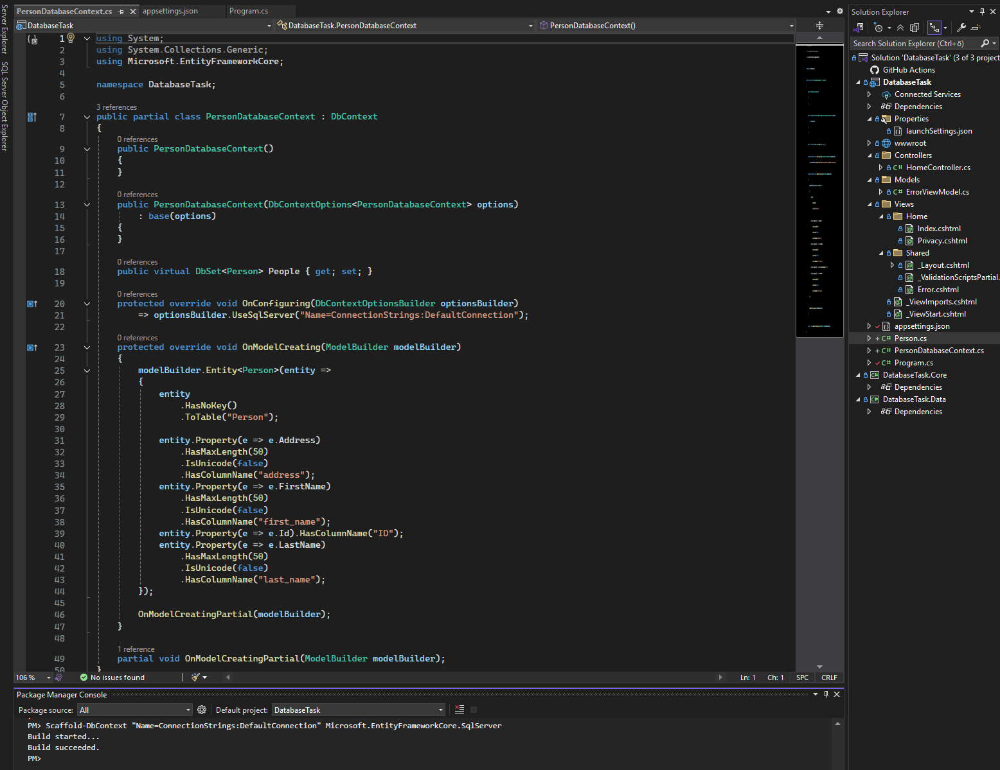 Server Explorer
SQL Server Object Explorer
PersonDatabaseContext.cs
appsettings.json
Program.cs
DatabaseTask
DatabaseTask.PersonDatabaseContext
PersonDatabaseContext()
1 using System;
2 using System.Collections.Generic;
3 using Microsoft.EntityFrameworkCore;
4
5 namespace DatabaseTask;
6
3 references
7 public partial class PersonDatabaseContext : DbContext
8 {
0 references
9 public PersonDatabaseContext()
10 {
11 }
12
0 references
13 public PersonDatabaseContext(DbContextOptions<PersonDatabaseContext> options)
14 : base(options)
15 {
16 }
17
0 references
18 public virtual DbSet<Person> People { get; set; }
19
0 references
20 protected override void OnConfiguring(DbContextOptionsBuilder optionsBuilder)
21 => optionsBuilder.UseSqlServer("Name=ConnectionStrings:DefaultConnection");
22
0 references
23 protected override void OnModelCreating(ModelBuilder modelBuilder)
24 {
25 modelBuilder.Entity<Person>(entity =>
26 {
27 entity
28 .HasNoKey()
29 .ToTable("Person");
30
31 entity.Property(e => e.Address)
32 .HasMaxLength(50)
33 .IsUnicode(false)
34 .HasColumnName("address");
35 entity.Property(e => e.FirstName)
36 .HasMaxLength(50)
37 .IsUnicode(false)
38 .HasColumnName("first_name");
39 entity.Property(e => e.Id).HasColumnName("ID");
40 entity.Property(e => e.LastName)
41 .HasMaxLength(50)
42 .IsUnicode(false)
43 .HasColumnName("last_name");
44 });
45
46 OnModelCreatingPartial(modelBuilder);
47 }
48
1 reference
49 partial void OnModelCreatingPartial(ModelBuilder modelBuilder);
50 }
106 % No issues found Ln: 1 Ch: 1 SPC CRLF
Package Manager Console
Package source: All Default project: DatabaseTask
PM> Scaffold-DbContext "Name=ConnectionStrings:DefaultConnection" Microsoft.EntityFrameworkCore.SqlServer
Build started...
Build succeeded.
PM>
Solution Explorer
Search Solution Explorer (Ctrl+ö)
Solution 'DatabaseTask' (3 of 3 project
GitHub Actions
DatabaseTask
Connected Services
Dependencies
Properties
launchSettings.json
wwwroot
Controllers
C# HomeController.cs
Models
C# ErrorViewModel.cs
Views
Home
Index.cshtml
Privacy.cshtml
Shared
_Layout.cshtml
_ValidationScriptsPartial.
Error.cshtml
_ViewImports.cshtml
_ViewStart.cshtml
appsettings.json
C# Person.cs
C# PersonDatabaseContext.cs
C# Program.cs
DatabaseTask.Core
Dependencies
DatabaseTask.Data
Dependencies